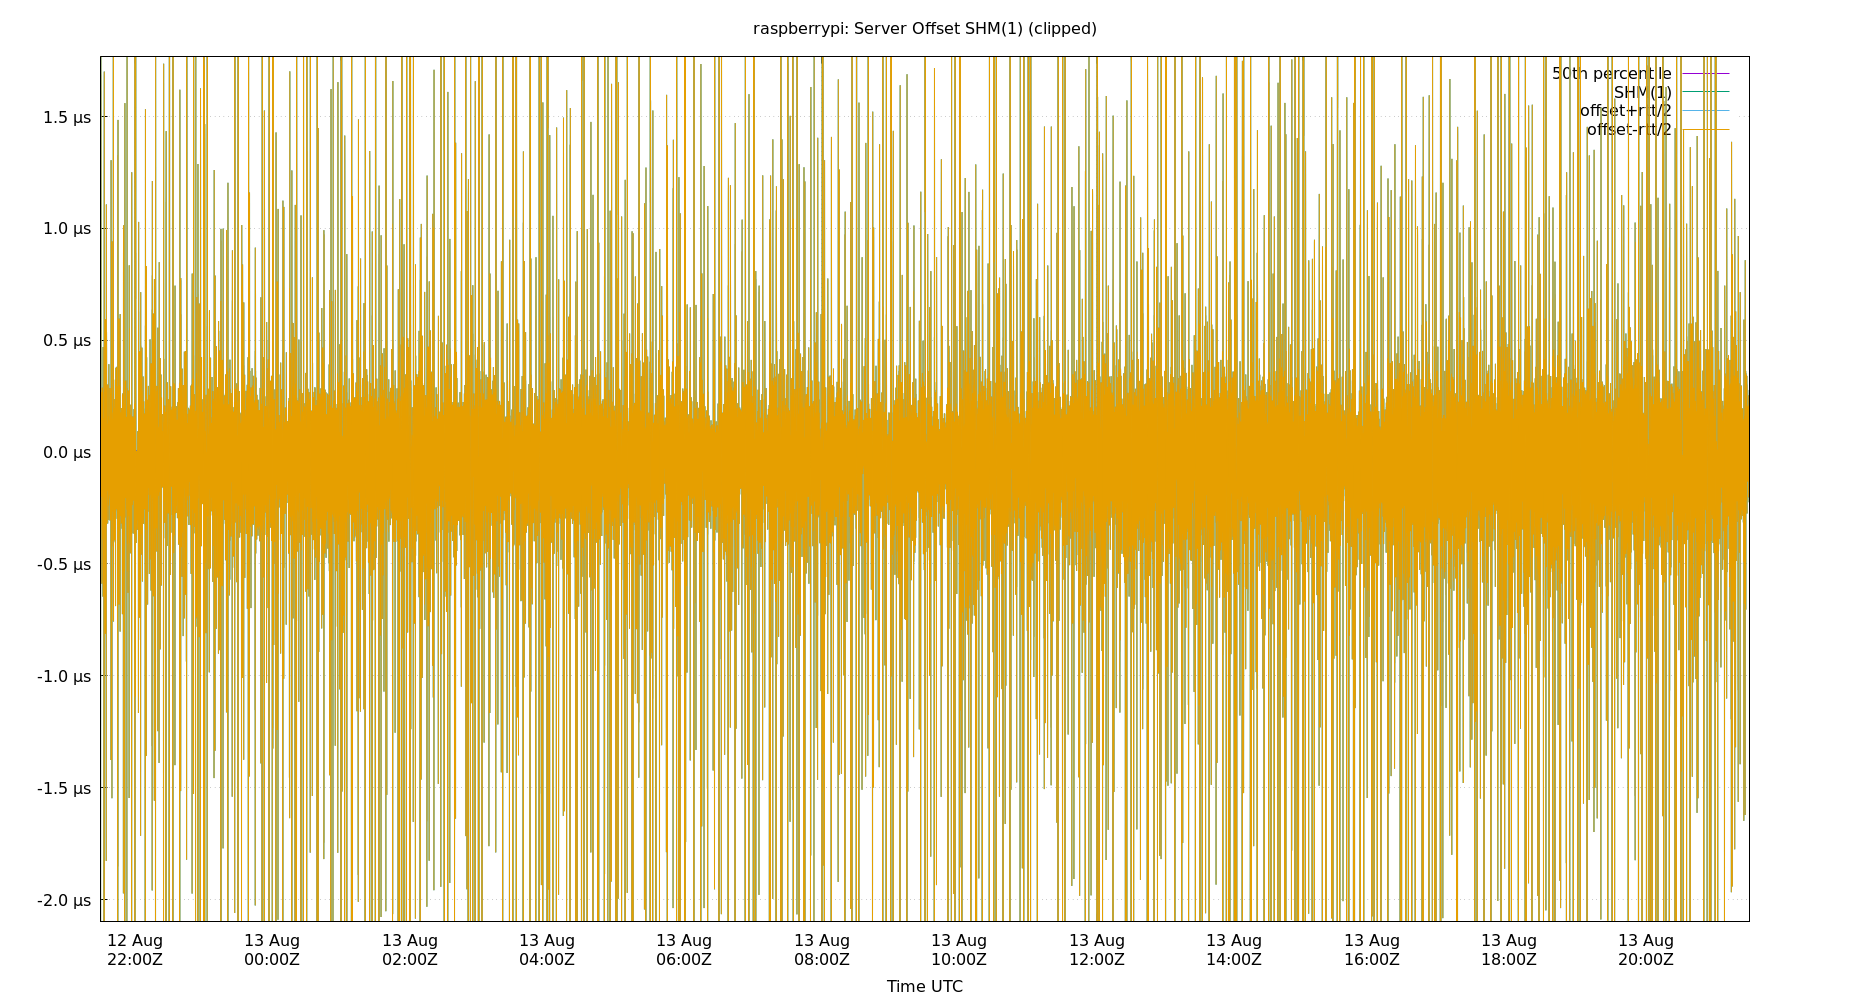 raspberrypi: Server Offset SHM(1) (clipped)
50th percentile
SHM(1)
offset+rtt/2
offset-rtt/2
1.5 µs
1.0 µs
0.5 µs
0.0 µs
-0.5 µs
-1.0 µs
-1.5 µs
-2.0 µs
12 Aug 13 Aug 13 Aug 13 Aug 13 Aug 13 Aug 13 Aug 13 Aug 13 Aug 13 Aug 13 Aug 13 Aug
22:00Z 00:00Z 02:00Z 04:00Z 06:00Z 08:00Z 10:00Z 12:00Z 14:00Z 16:00Z 18:00Z 20:00Z
Time UTC